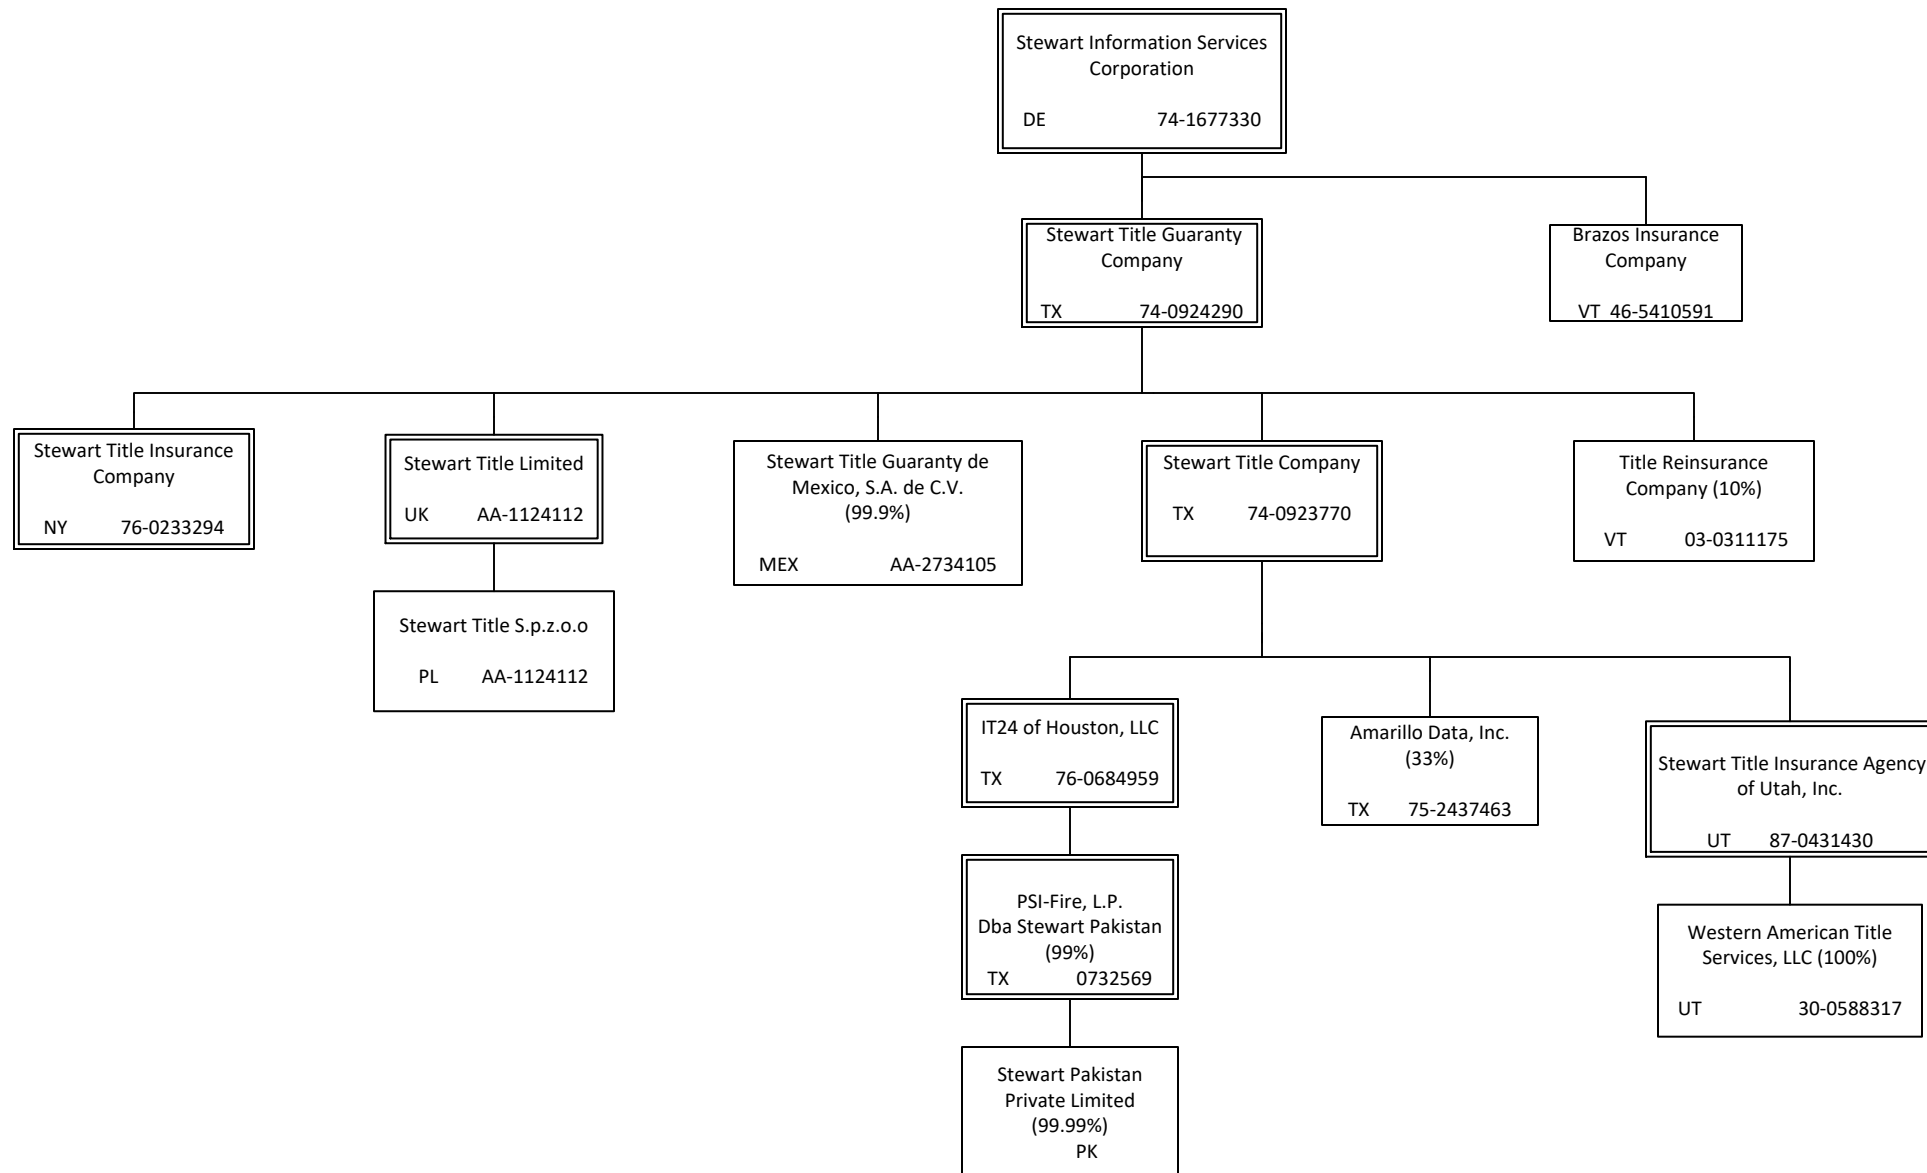 Stewart Information Services
Corporation
DE 74-1677330
Stewart Title Guaranty
Company
TX 74-0924290
Brazos Insurance
Company
VT 46-5410591
Stewart Title Insurance
Company
NY 76-0233294
Stewart Title Limited
UK AA-1124112
Stewart Title Guaranty de
Mexico, S.A. de C.V.
(99.9%)
MEX AA-2734105
Stewart Title Company
TX 74-0923770
Title Reinsurance
Company (10%)
VT 03-0311175
Stewart Title S.p.z.o.o
PL AA-1124112
IT24 of Houston, LLC
TX 76-0684959
Amarillo Data, Inc.
(33%)
TX 75-2437463
Stewart Title Insurance Agency
of Utah, Inc.
UT 87-0431430
PSI-Fire, L.P.
Dba Stewart Pakistan
(99%)
TX 0732569
Western American Title
Services, LLC (100%)
UT 30-0588317
Stewart Pakistan
Private Limited
(99.99%)
PK